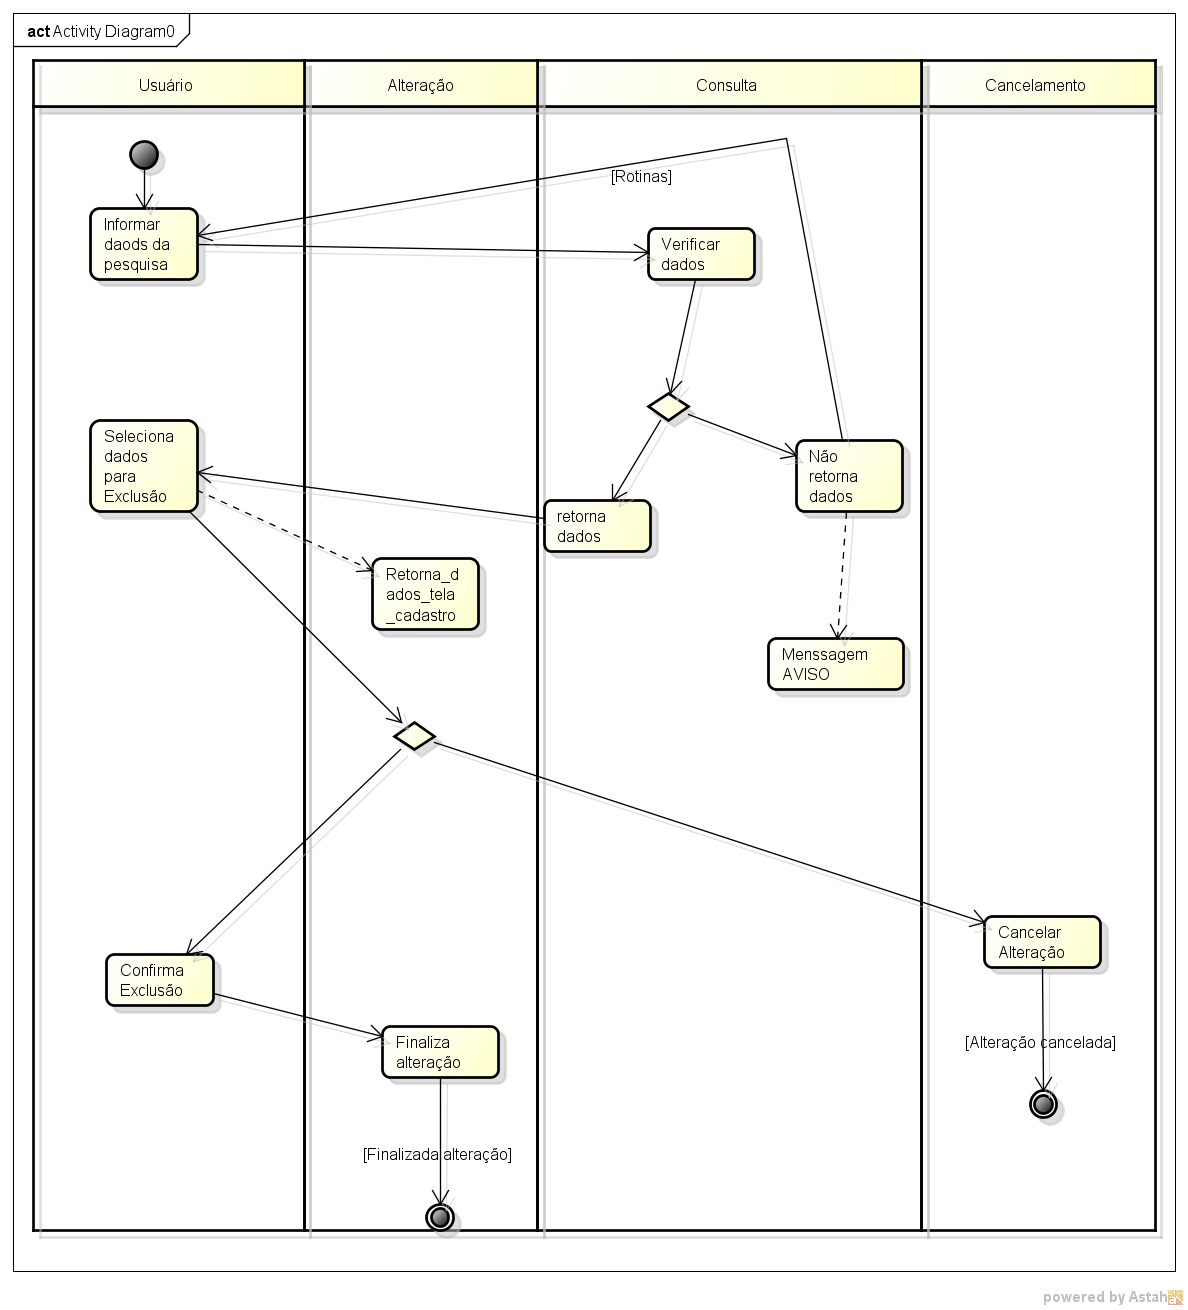 act Activity Diagram0
Usuário
Alteração
Consulta
Cancelamento
[Rotinas]
Informar
daods da
pesquisa
Verificar
dados
Seleciona
dados
para
Exclusão
Não
retorna
dados
retorna
dados
Retorna_d
ados_tela
_cadastro
Menssagem
AVISO
Cancelar
Alteração
Confirma
Exclusão
Finaliza
alteração
[Alteração cancelada]
[Finalizada alteração]
powered by Astah